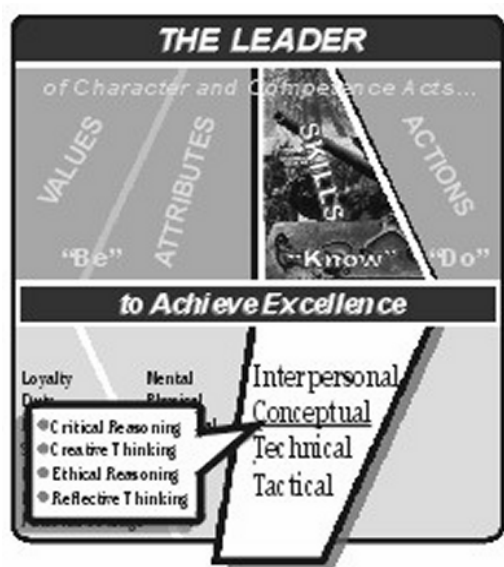 THE LEADER
of Character and Competence Acts...
VALUES
ATTRIBUTES
SKILLS
ACTIONS
"Be"
"Know"
"Do"
to Achieve Excellence
Loyalty
Mental
Interpersonal
Conceptual
Technical
Tactical
Critical Reasoning
Creative Thinking
Ethical Reasoning
Reflective Thinking